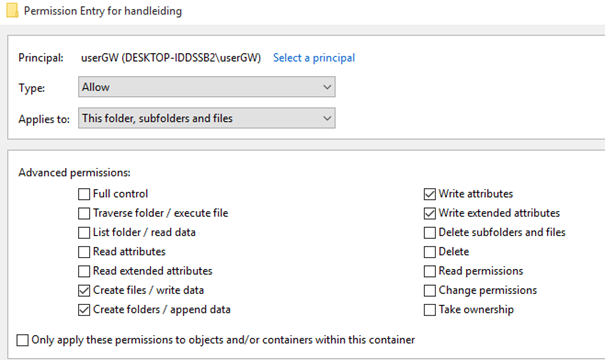 Permission Entry for handleiding
Principal: userGW (DESKTOP-IDDSSB2\userGW) Select a principal
Type: Allow
Applies to: This folder, subfolders and files
Advanced permissions:
Full control
Write attributes
Traverse folder / execute file
Write extended attributes
List folder / read data
Delete subfolders and files
Read attributes
Delete
Read extended attributes
Read permissions
Create files / write data
Change permissions
Create folders / append data
Take ownership
Only apply these permissions to objects and/or containers within this container